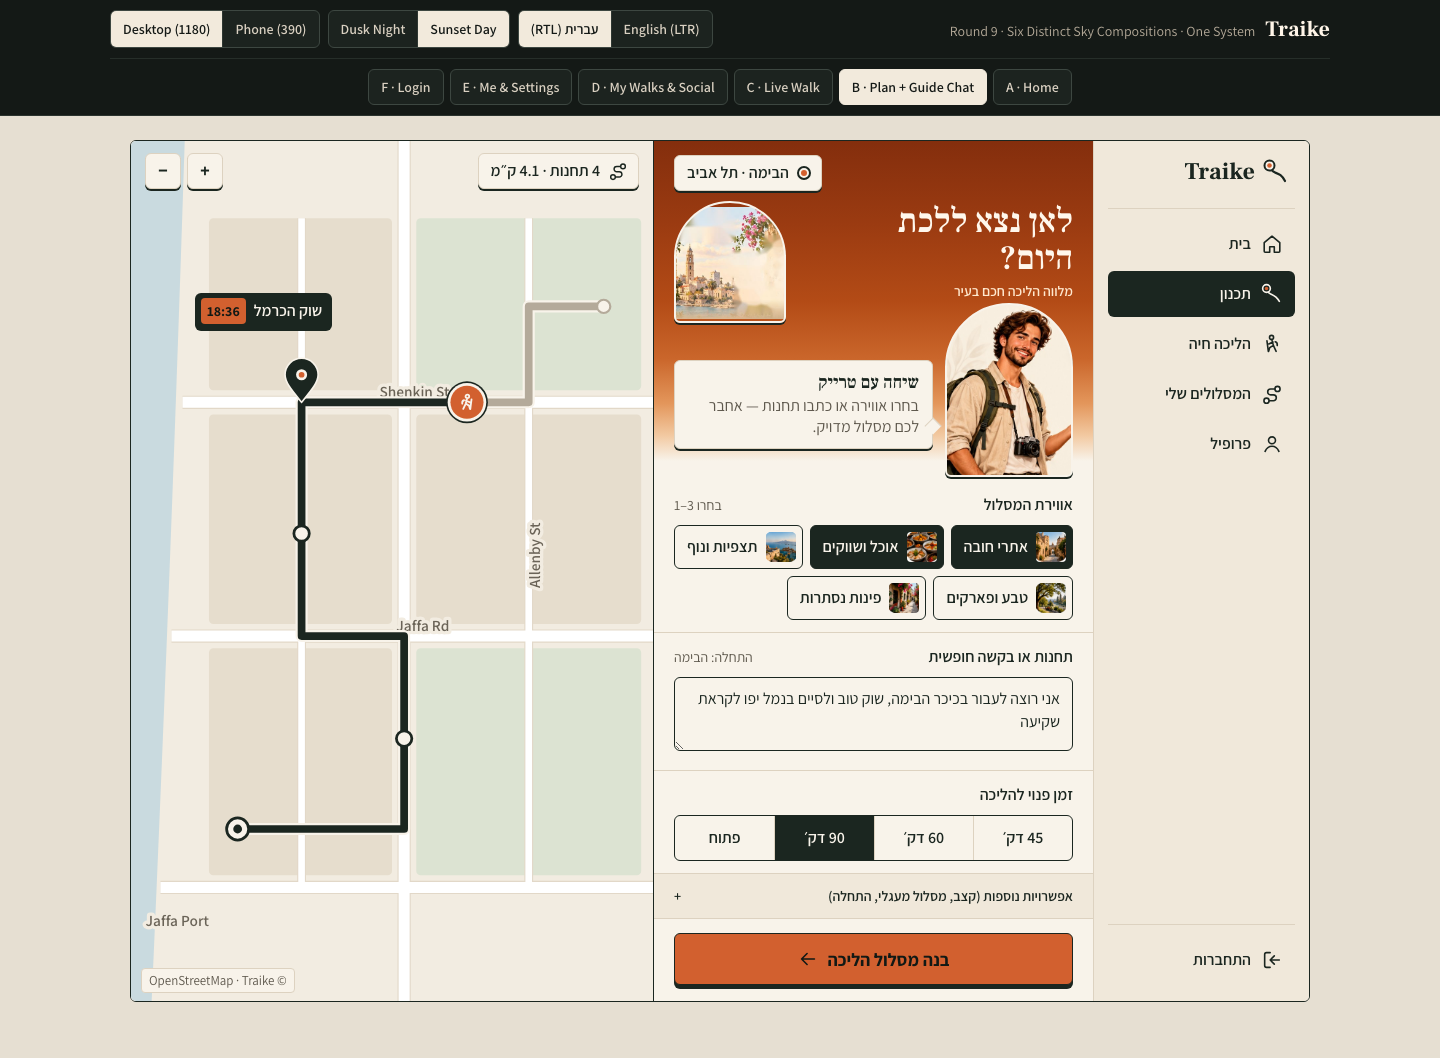 Traike
Round 9 · Six Distinct Sky Compositions · One System
English (LTR)
עברית (RTL)
Sunset Day
Dusk Night
Phone (390)
Desktop (1180)
A · Home
B · Plan + Guide Chat
C · Live Walk
D · My Walks & Social
E · Me & Settings
F · Login
Traike
בית
תכנון
הליכה חיה
המסלולים שלי
פרופיל
התחברות
הבימה · תל אביב
לאן נצא ללכת
היום?
מלווה הליכה חכם בעיר
שיחה עם טרייק
בחרו אווירה או כתבו תחנות — אחבר
לכם מסלול מדויק.
אווירת המסלול
בחרו 1–3
אתרי חובה
אוכל ושווקים
תצפיות ונוף
טבע ופארקים
פינות נסתרות
תחנות או בקשה חופשית
התחלה: הבימה
אני רוצה לעבור בכיכר הבימה, שוק טוב ולסיים בנמל יפו לקראת
שקיעה
זמן פנוי להליכה
45 דק׳
60 דק׳
90 דק׳
פתוח
אפשרויות נוספות (קצב, מסלול מעגלי, התחלה)
+
בנה מסלול הליכה ←
4 תחנות · 4.1 ק״מ
+
−
שוק הכרמל 18:36
Shenkin St
Allenby St
Jaffa Rd
Jaffa Port
OpenStreetMap · Traike ©